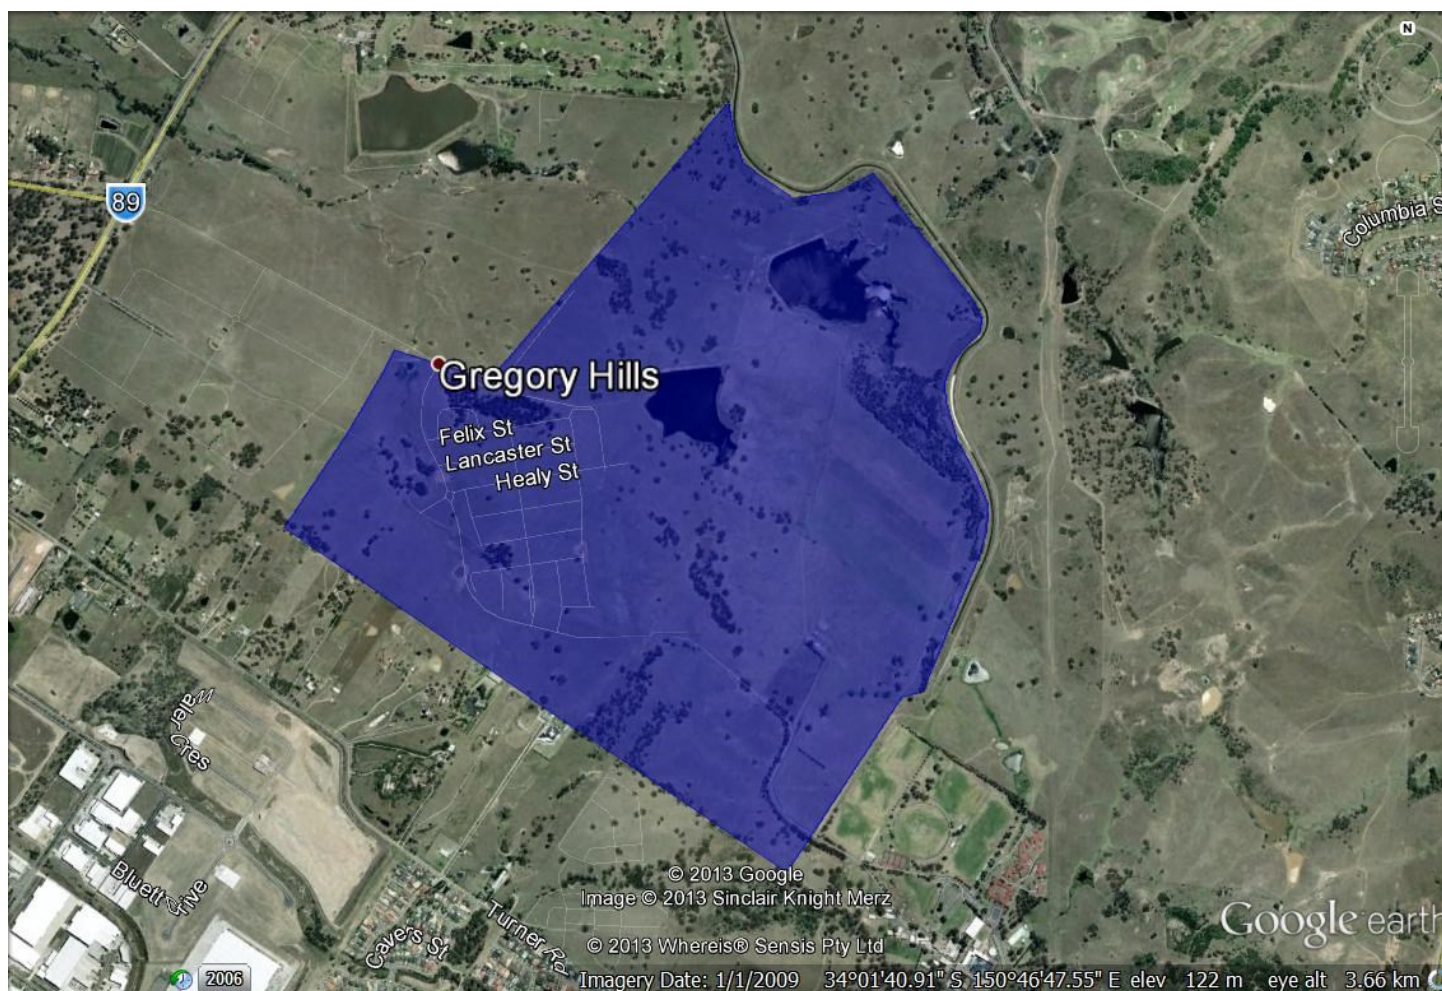 N
89
Columbia S
Gregory Hills
Felix St
Lancaster St
Healy St
Waler Cres
Bluett Drive
Cavers St
Turner Rd
© 2013 Google
Image © 2013 Sinclair Knight Merz
© 2013 Whereis® Sensis Pty Ltd
Google earth
2006
Imagery Date: 1/1/2009 34°01'40.91" S 150°46'47.55" E elev 122 m eye alt 3.66 km